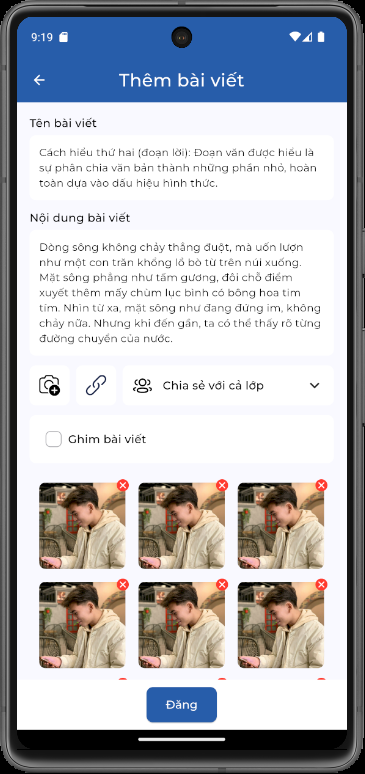 9:19
Thêm bài viết
Tên bài viết
Cách hiểu thứ hai (đoạn lời): Đoạn văn được hiểu là
sự phân chia văn bản thành những phần nhỏ, hoàn
toàn dựa vào dấu hiệu hình thức.
Nội dung bài viết
Dòng sông không chảy thẳng đuột, mà uốn lượn
như một con trăn khổng lồ bò từ trên núi xuống.
Mặt sông phẳng như tấm gương, đôi chỗ điểm
xuyết thêm mấy chùm lục bình có bông hoa tim
tím. Nhìn từ xa, mặt sông như đang đứng im, không
chảy nữa. Nhưng khi đến gần, ta có thể thấy rõ từng
đường chuyển của nước.
Chia sẻ với cả lớp
Ghim bài viết
Đăng